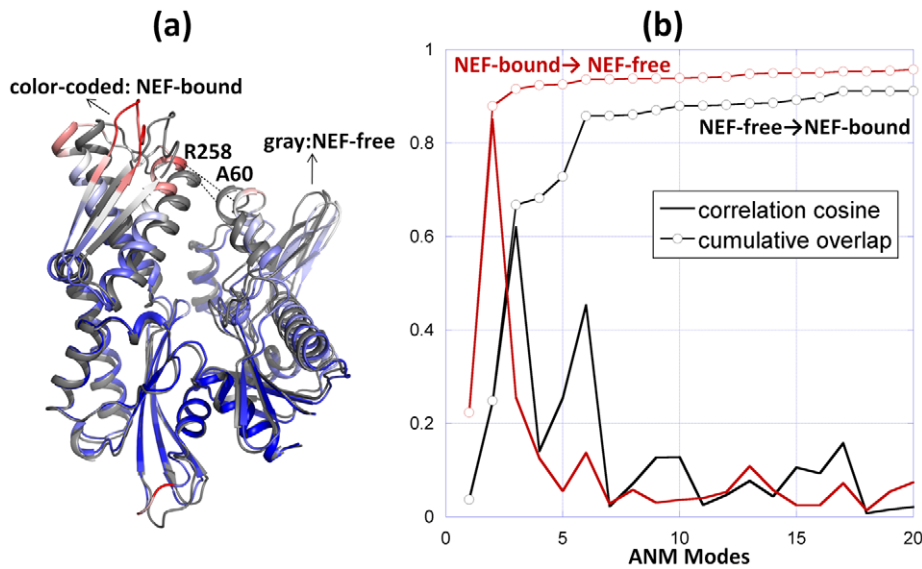 (a)
color-coded: NEF-bound
R258
A60
gray:NEF-free
(b)
1
0.8
0.6
0.4
0.2
0
NEF-bound→ NEF-free
NEF-free→NEF-bound
correlation cosine
cumulative overlap
0 5 10 15 20
ANM Modes